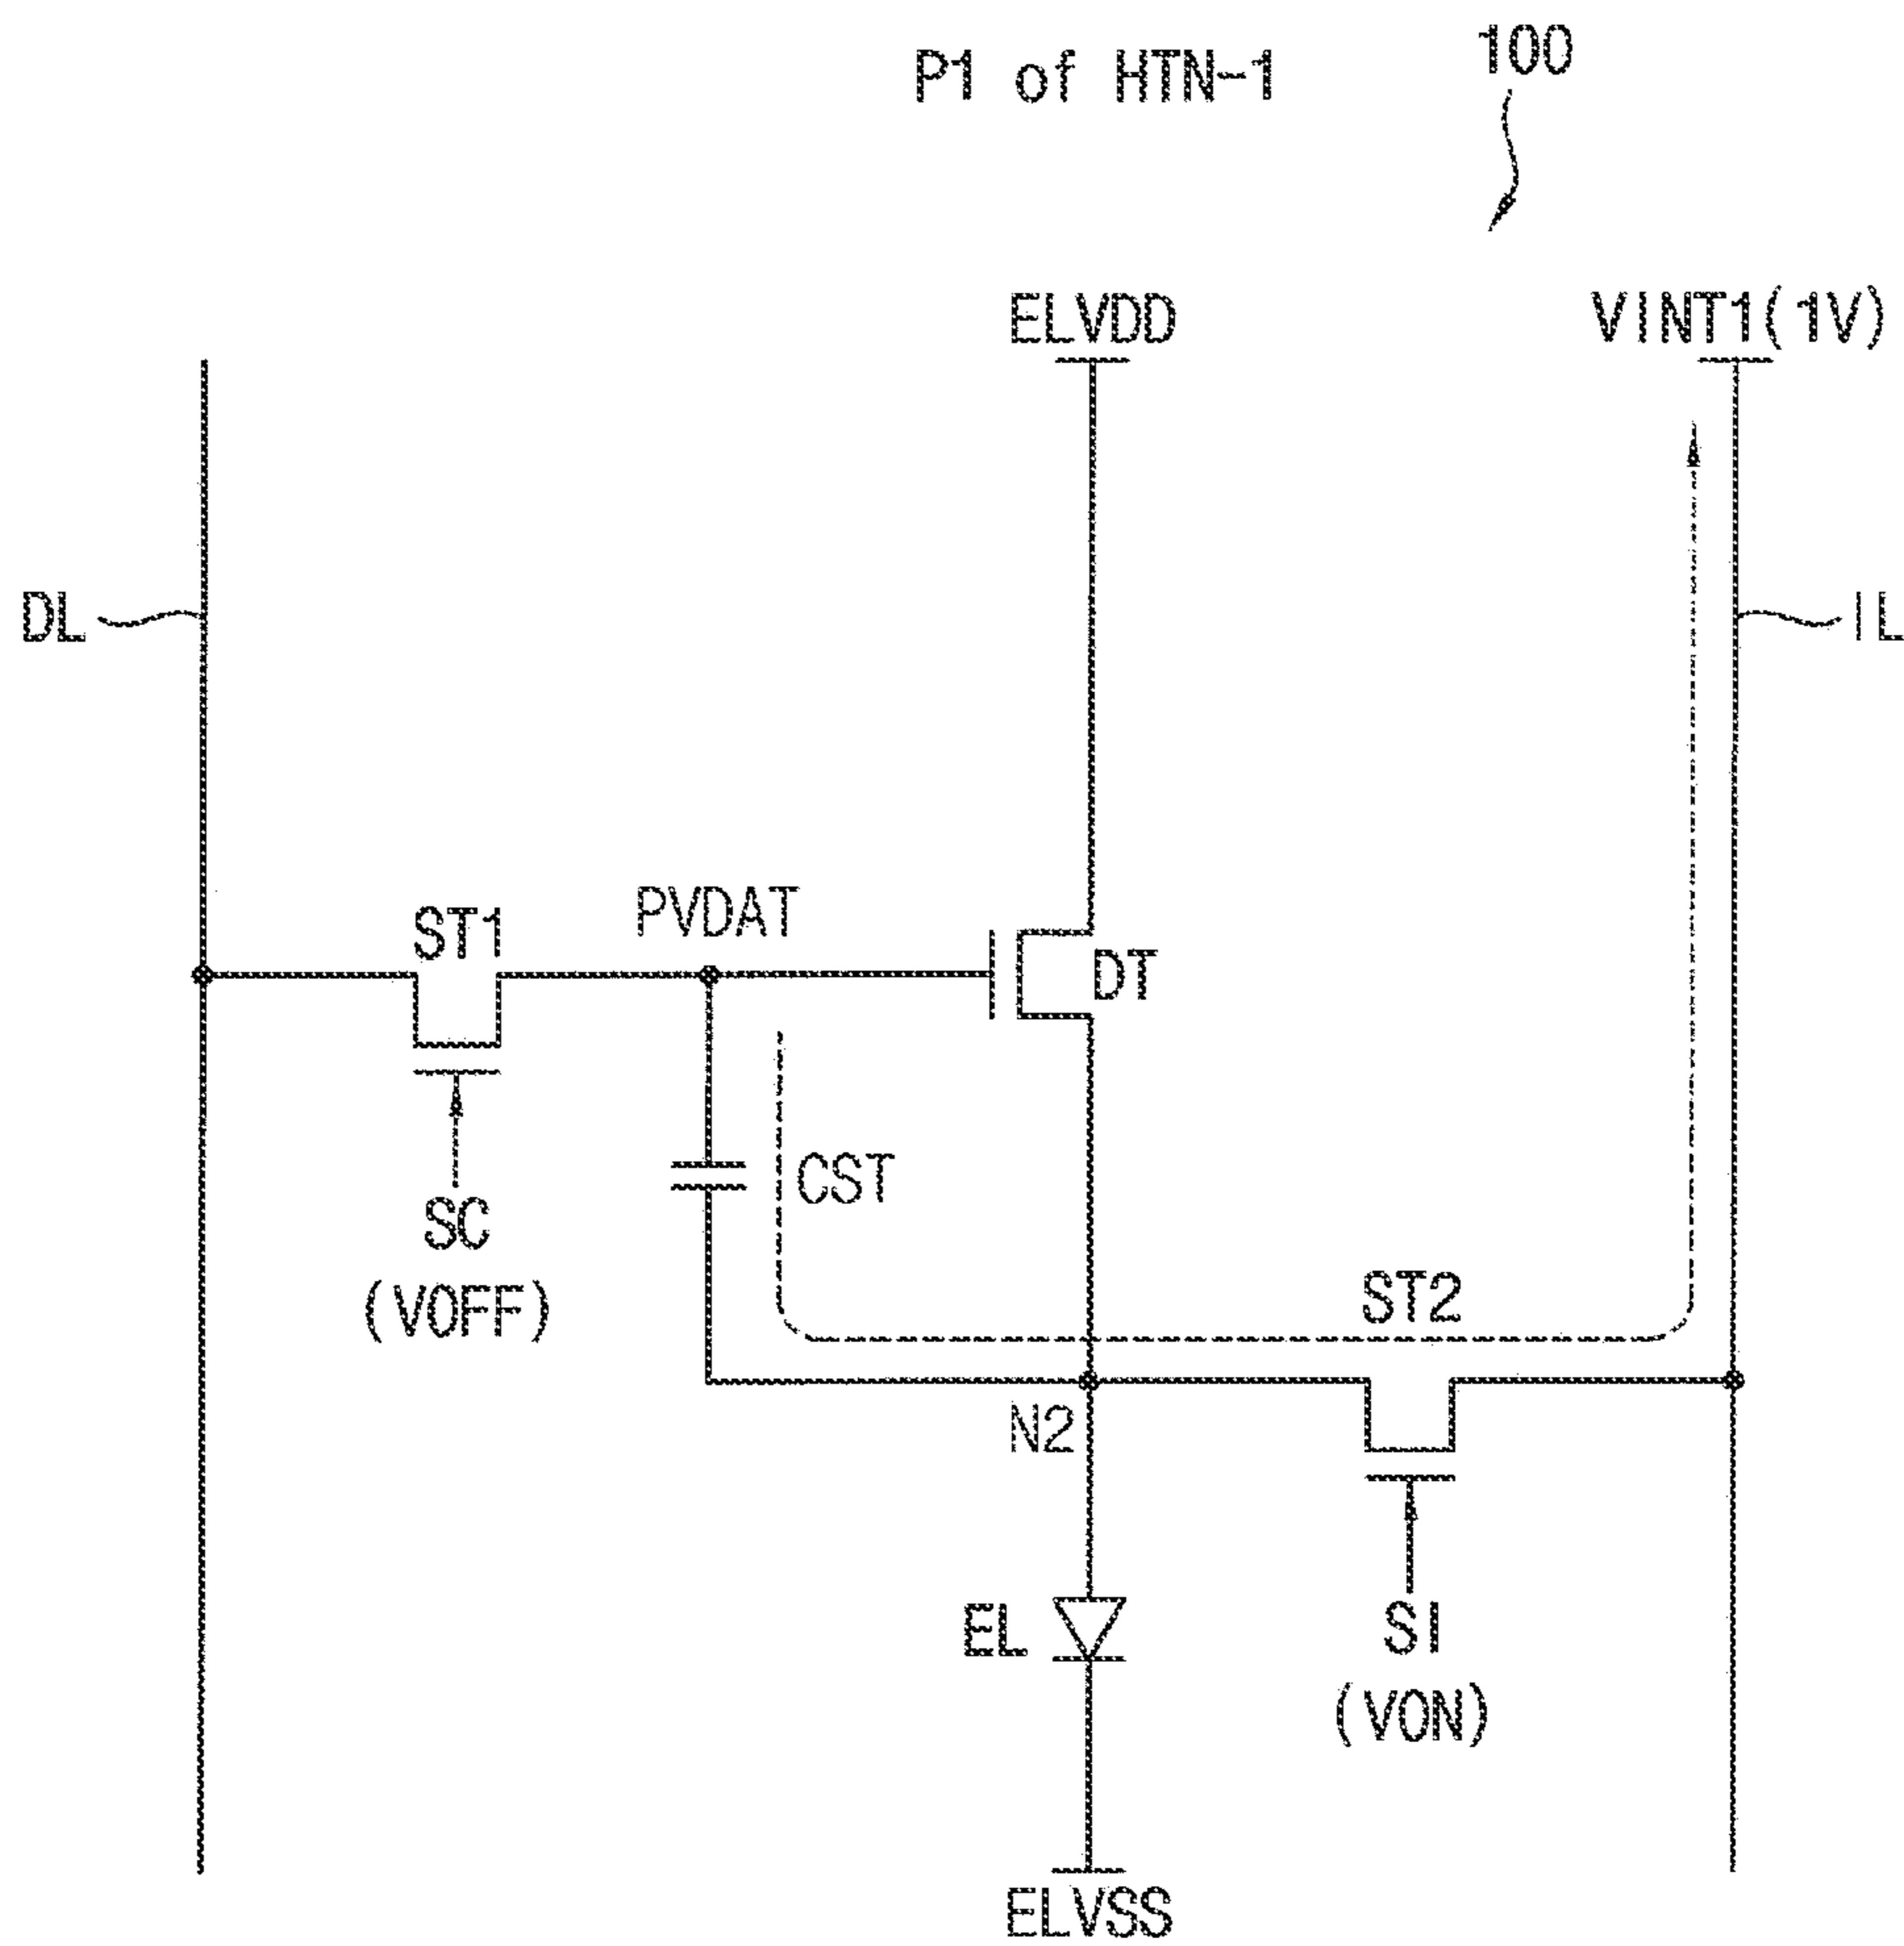 P1 of HTN-1
100
ELVDD
VINT1(1V)
DL
IL
ST1
PVDAT
DT
CST
SC
(VOFF)
ST2
N2
EL
SI
(VON)
ELVSS